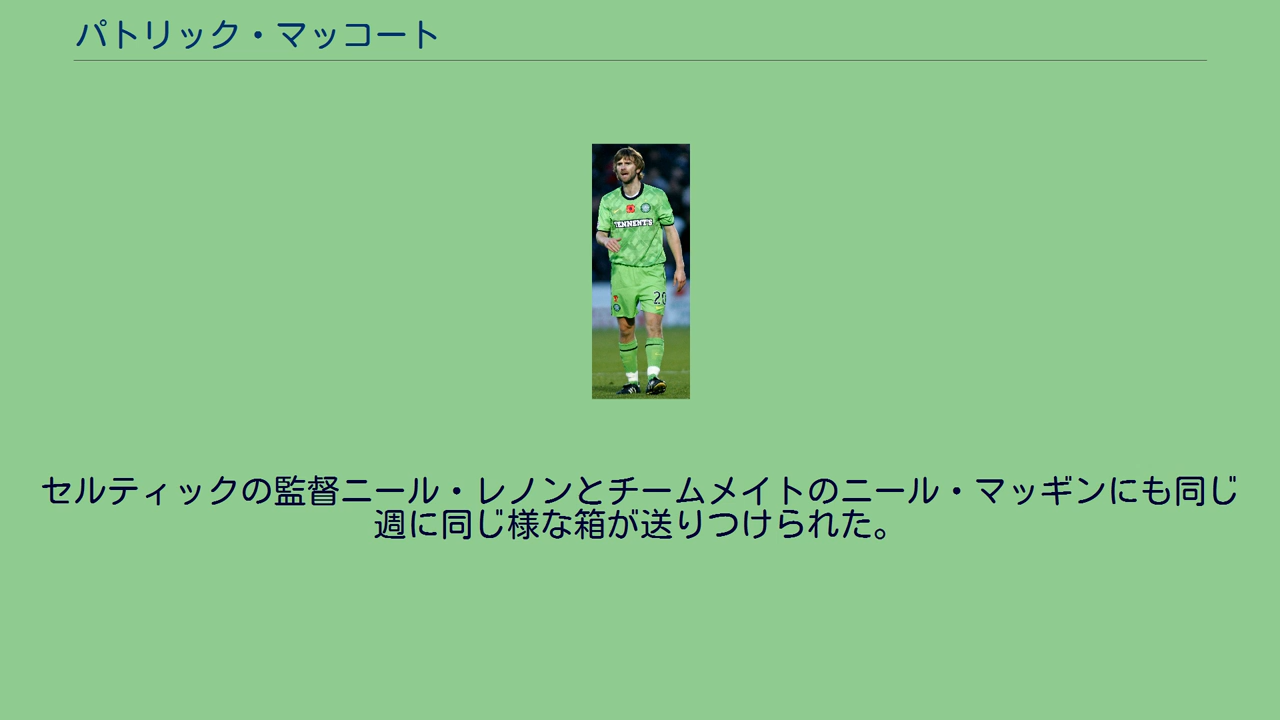 パトリック・マッコート
TENNENT'S
20
セルティックの監督ニール・レノンとチームメイトのニール・マッギンにも同じ
週に同じ様な箱が送りつけられた。